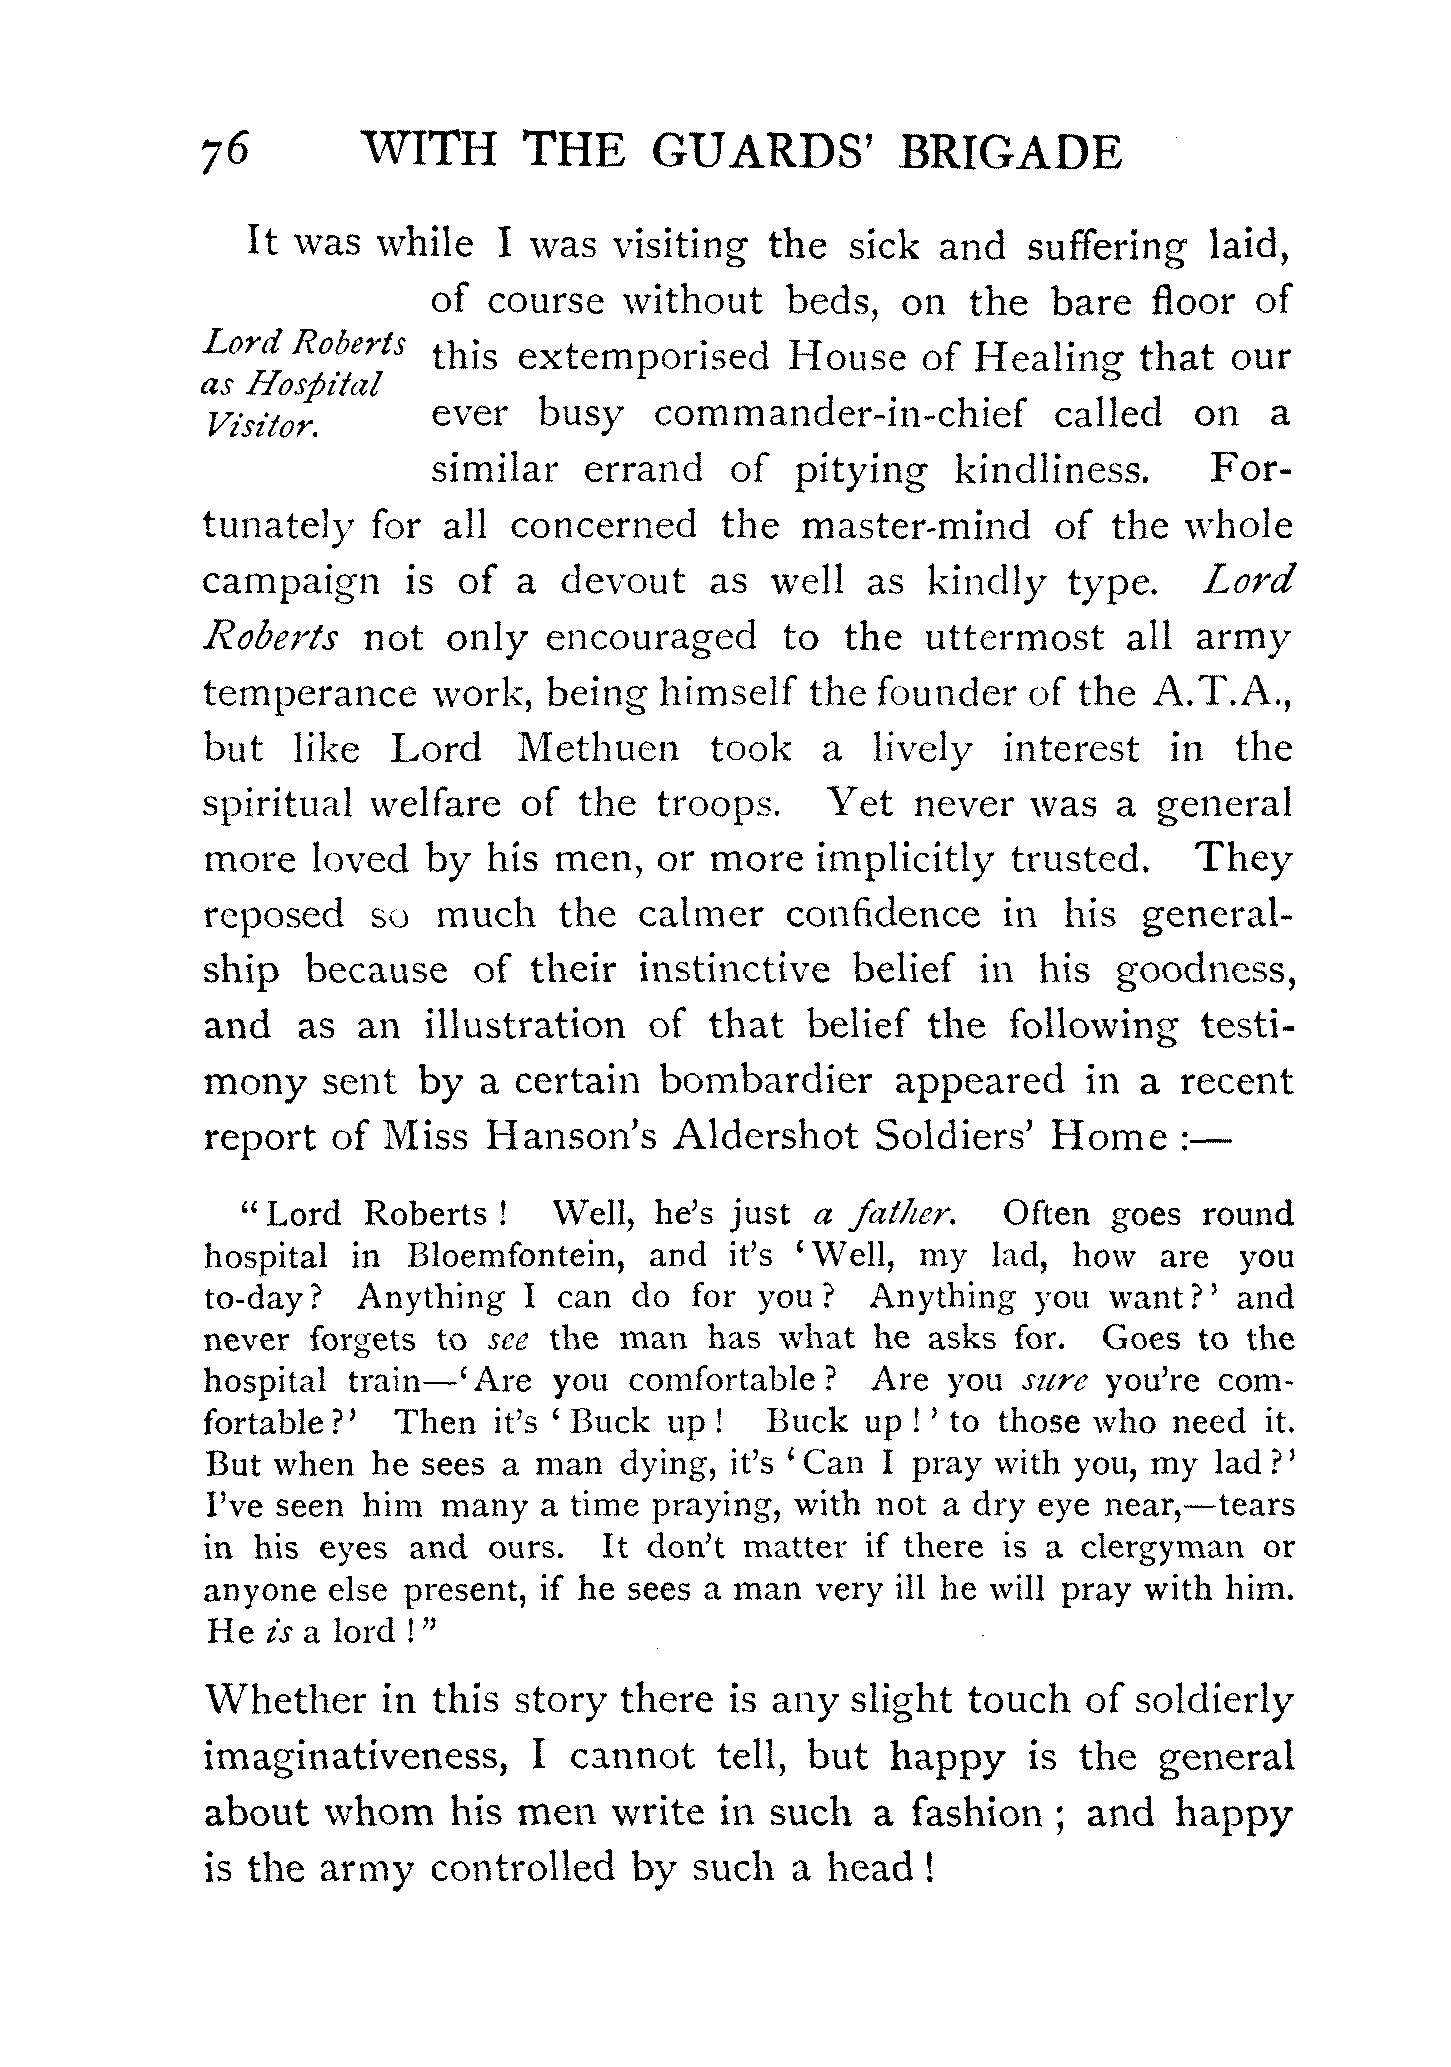 76 WITH THE GUARDS' BRIGADE
It was while I was visiting the sick and suffering laid,
of course without beds, on the bare floor of
Lord Roberts
as Hospital
Visitor.
this extemporised House of Healing that our
ever busy commander-in-chief called on a
similar errand of pitying kindliness. For-
tunately for all concerned the master-mind of the whole
campaign is of a devout as well as kindly type. Lord
Roberts not only encouraged to the uttermost all army
temperance work, being himself the founder of the A.T.A.,
but like Lord Methuen took a lively interest in the
spiritual welfare of the troops. Yet never was a general
more loved by his men, or more implicitly trusted. They
reposed so much the calmer confidence in his general-
ship because of their instinctive belief in his goodness,
and as an illustration of that belief the following testi-
mony sent by a certain bombardier appeared in a recent
report of Miss Hanson's Aldershot Soldiers' Home :—
"Lord Roberts ! Well, he's just a father. Often goes round
hospital in Bloemfontein, and it's 'Well, my lad, how are you
to-day? Anything I can do for you? Anything you want?' and
never forgets to see the man has what he asks for. Goes to the
hospital train—'Are you comfortable? Are you sure you're com-
fortable?' Then it's 'Buck up! Buck up!' to those who need it.
But when he sees a man dying, it's 'Can I pray with you, my lad?'
I've seen him many a time praying, with not a dry eye near,—tears
in his eyes and ours. It don't matter if there is a clergyman or
anyone else present, if he sees a man very ill he will pray with him.
He is a lord !"
Whether in this story there is any slight touch of soldierly
imaginativeness, I cannot tell, but happy is the general
about whom his men write in such a fashion ; and happy
is the army controlled by such a head !